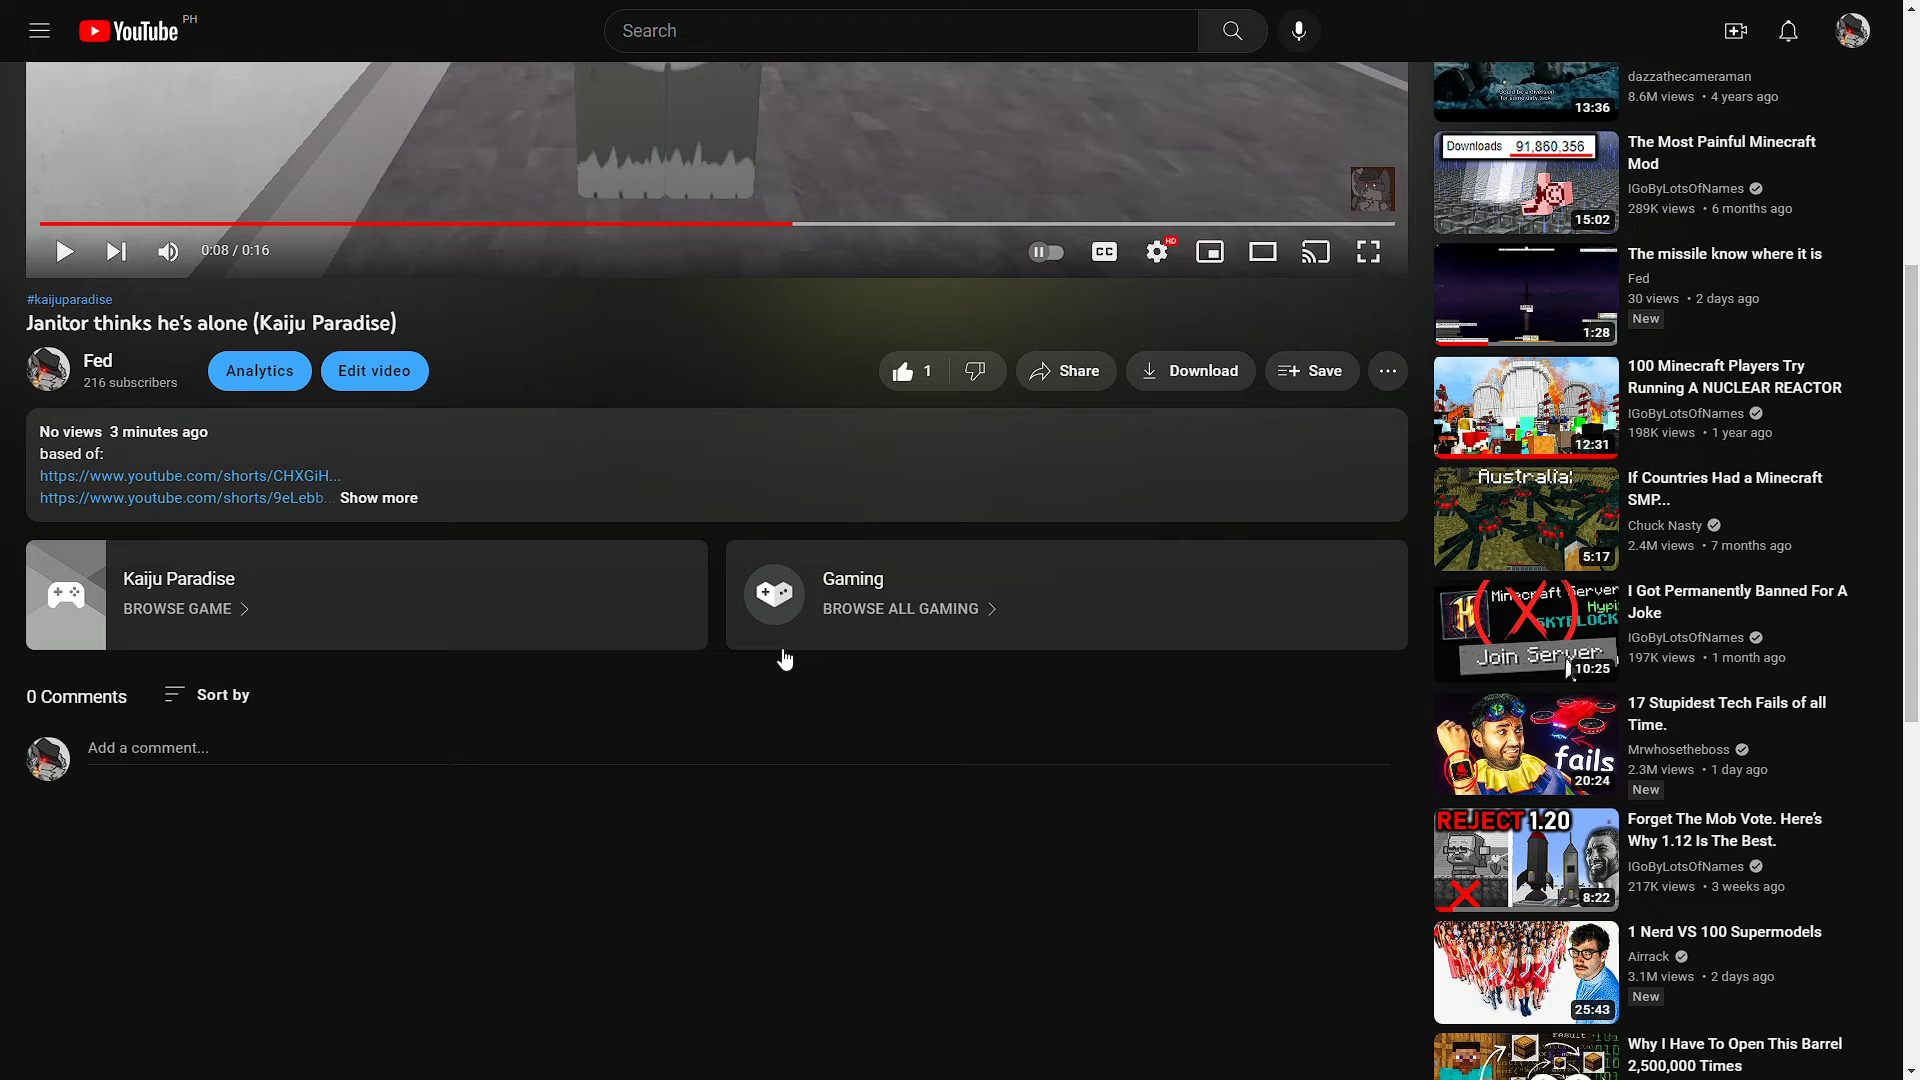 YouTube PH
Search
0:08 / 0:16
CC
HD
#kaijuparadise
Janitor thinks he's alone (Kaiju Paradise)
Fed
216 subscribers
Analytics
Edit video
1
Share
Download
Save
No views 3 minutes ago
based of:
https://www.youtube.com/shorts/CHXGiH...
https://www.youtube.com/shorts/9eLebb... Show more
Kaiju Paradise
BROWSE GAME
Gaming
BROWSE ALL GAMING
0 Comments
Sort by
Add a comment...
13:36
dazzathecameraman
8.6M views • 4 years ago
Downloads 91,860,356
15:02
The Most Painful Minecraft
Mod
IGoByLotsOfNames
289K views • 6 months ago
1:28
The missile know where it is
Fed
30 views • 2 days ago
New
12:31
100 Minecraft Players Try
Running A NUCLEAR REACTOR
IGoByLotsOfNames
198K views • 1 year ago
Australia:
5:17
If Countries Had a Minecraft
SMP...
Chuck Nasty
2.4M views • 7 months ago
Minecraft Server
Hypi
SKYBLOCK
Join Server
10:25
I Got Permanently Banned For A
Joke
IGoByLotsOfNames
197K views • 1 month ago
fails
20:24
17 Stupidest Tech Fails of all
Time.
Mrwhosetheboss
2.3M views • 1 day ago
New
REJECT 1.20
8:22
Forget The Mob Vote. Here's
Why 1.12 Is The Best.
IGoByLotsOfNames
217K views • 3 weeks ago
25:43
1 Nerd VS 100 Supermodels
Airrack
3.1M views • 2 days ago
New
Why I Have To Open This Barrel
2,500,000 Times